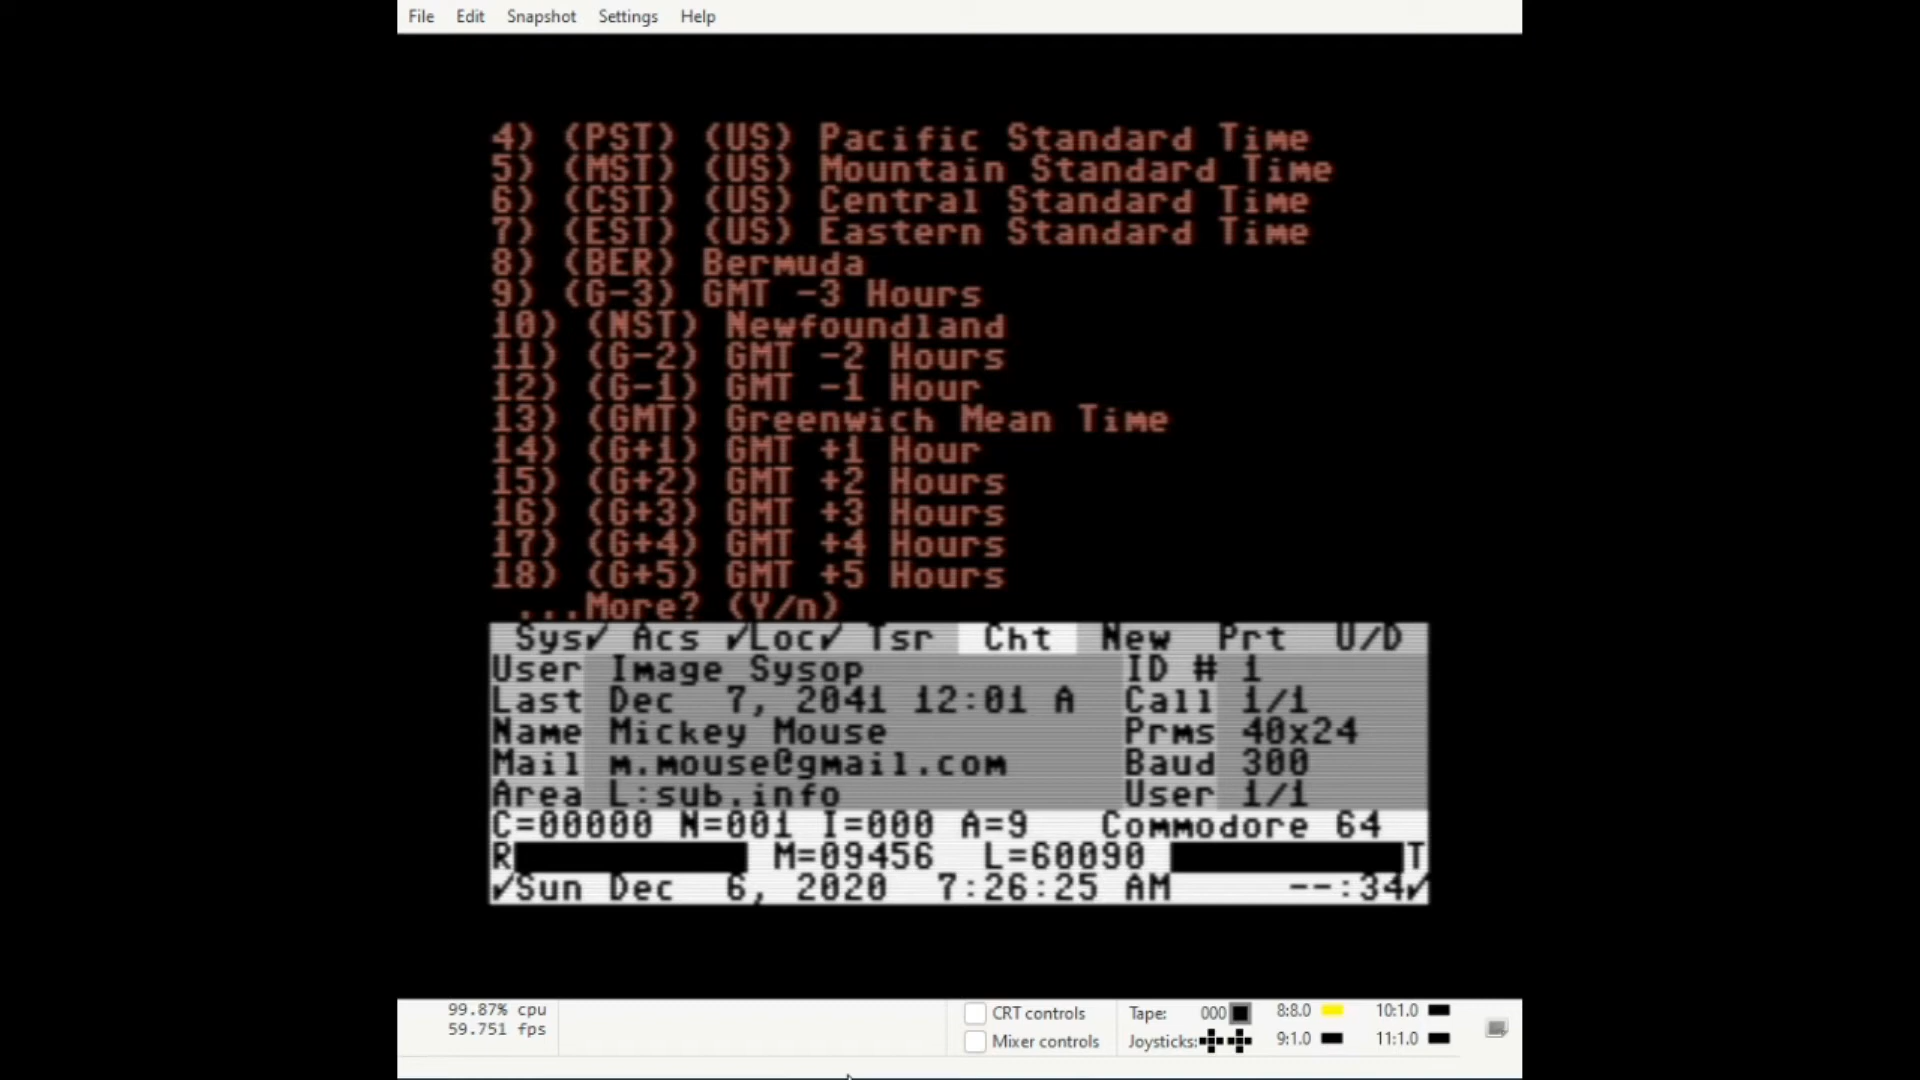 File Edit Snapshot Settings Help
4) (PST) (US) Pacific Standard Time
5) (MST) (US) Mountain Standard Time
6) (CST) (US) Central Standard Time
7) (EST) (US) Eastern Standard Time
8) (BER) Bermuda
9) (G-3) GMT -3 Hours
10) (NST) Newfoundland
11) (G-2) GMT -2 Hours
12) (G-1) GMT -1 Hour
13) (GMT) Greenwich Mean Time
14) (G+1) GMT +1 Hour
15) (G+2) GMT +2 Hours
16) (G+3) GMT +3 Hours
17) (G+4) GMT +4 Hours
18) (G+5) GMT +5 Hours
...More? (Y/n)
Sys✓ Acs ✓Loc✓ Tsr Cht New Prt U/D
User Image Sysop ID # 1
Last Dec 7, 2041 12:01 A Call 1/1
Name Mickey Mouse Prms 40x24
Mail m.mouse@gmail.com Baud 300
Area L:sub.info User 1/1
C=00000 N=001 I=000 A=9 Commodore 64
R M=09456 L=60090 T
✓Sun Dec 6, 2020 7:26:25 AM --:34✓
99.87% cpu CRT controls Tape: 000 8:8.0 10:1.0
59.751 fps Mixer controls Joysticks: 9:1.0 11:1.0